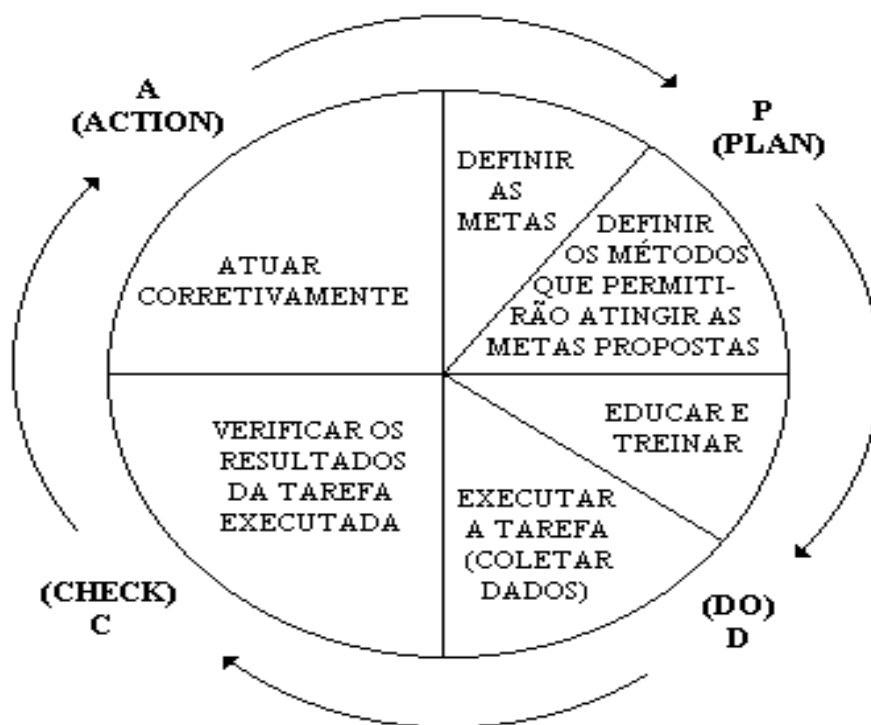 A
(ACTION)
P
(PLAN)
DEFINIR
AS
METAS
DEFINIR
OS MÉTODOS
QUE PERMITI-
RÃO ATINGIR AS
METAS PROPOSTAS
EDUCAR E
TREINAR
EXECUTAR
A TAREFA
(COLETAR
DADOS)
(DO)
D
VERIFICAR OS
RESULTADOS
DA TAREFA
EXECUTADA
(CHECK)
C
ATUAR
CORRETIVAMENTE